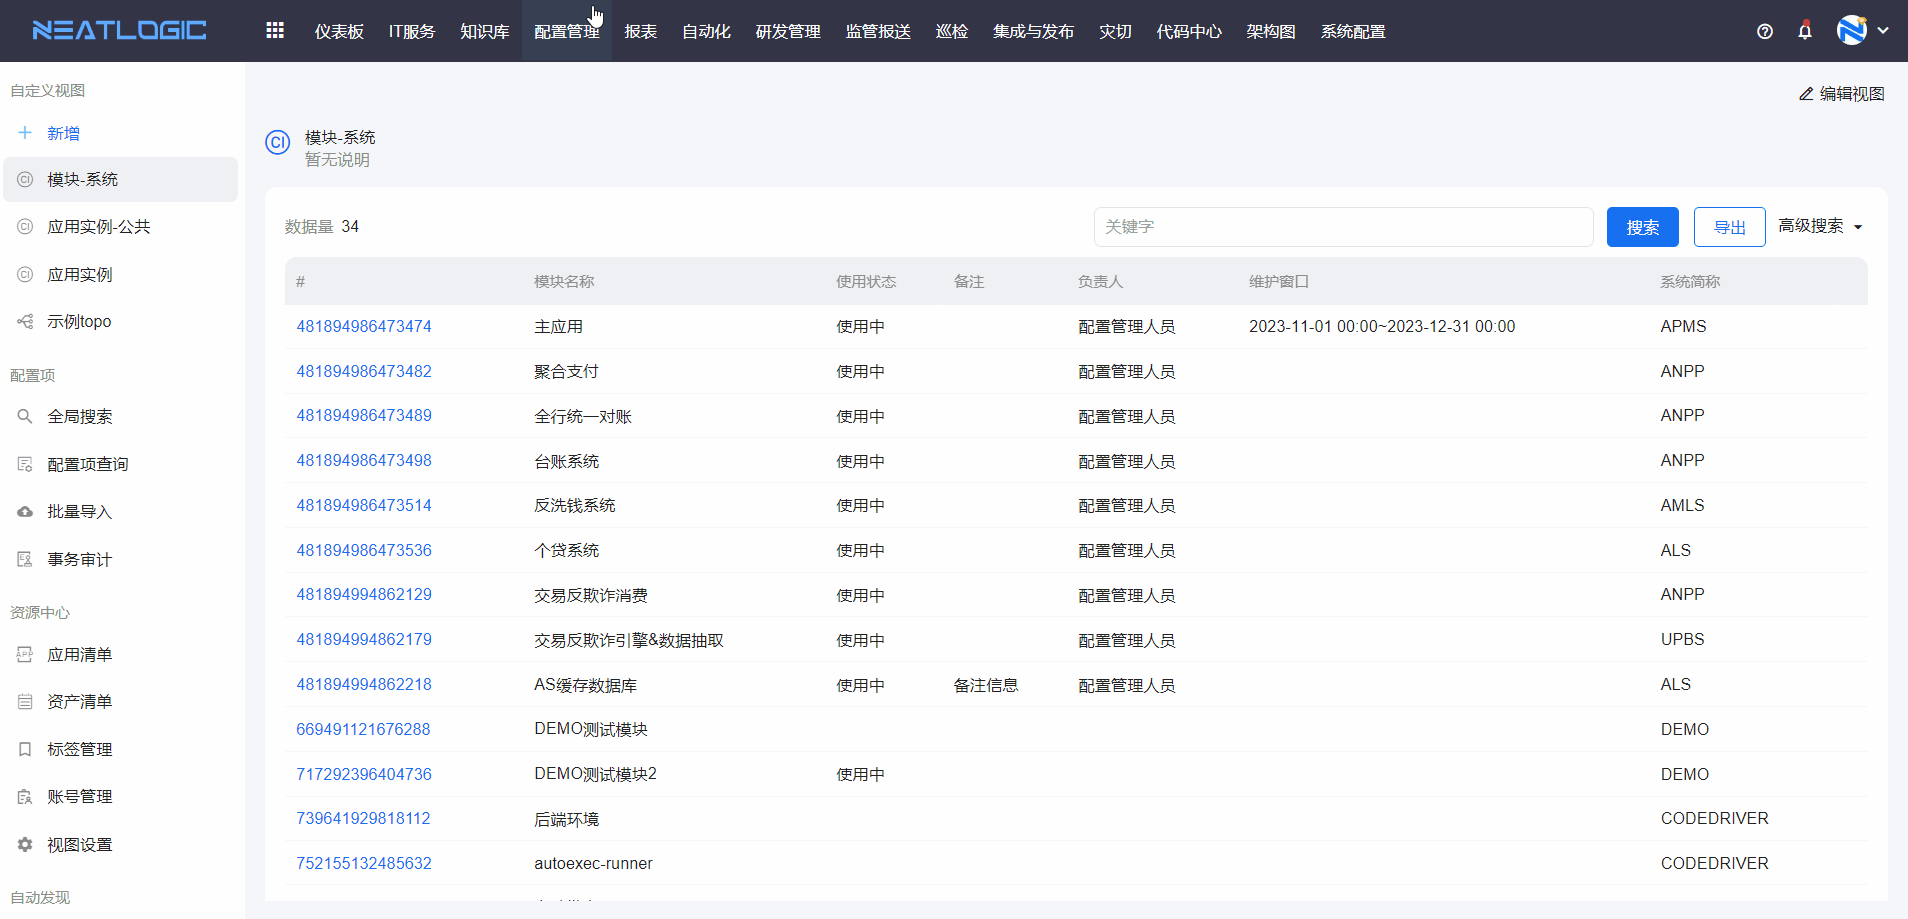 NEATLOGIC 仪表板 IT服务 知识库 配置管理 报表 自动化 研发管理 监管报送 巡检 集成与发布 灾切 代码中心 架构图 系统配置
自定义视图
新增
模块-系统
应用实例-公共
应用实例
示例topo
配置项
全局搜索
配置项查询
批量导入
事务审计
资源中心
应用清单
资产清单
标签管理
账号管理
视图设置
自动发现
编辑视图
CI 模块-系统
暂无说明
数据量 34 关键字 搜索 导出 高级搜索
# 模块名称 使用状态 备注 负责人 维护窗口 系统简称
481894986473474 主应用 使用中 配置管理人员 2023-11-01 00:00~2023-12-31 00:00 APMS
481894986473482 聚合支付 使用中 配置管理人员 ANPP
481894986473489 全行统一对账 使用中 配置管理人员 ANPP
481894986473498 台账系统 使用中 配置管理人员 ANPP
481894986473514 反洗钱系统 使用中 配置管理人员 AMLS
481894986473536 个贷系统 使用中 配置管理人员 ALS
481894994862129 交易反欺诈消费 使用中 配置管理人员 ANPP
481894994862179 交易反欺诈引擎&数据抽取 使用中 配置管理人员 UPBS
481894994862218 AS缓存数据库 使用中 备注信息 配置管理人员 ALS
669491121676288 DEMO测试模块 DEMO
717292396404736 DEMO测试模块2 使用中 DEMO
739641929818112 后端环境 CODEDRIVER
752155132485632 autoexec-runner CODEDRIVER